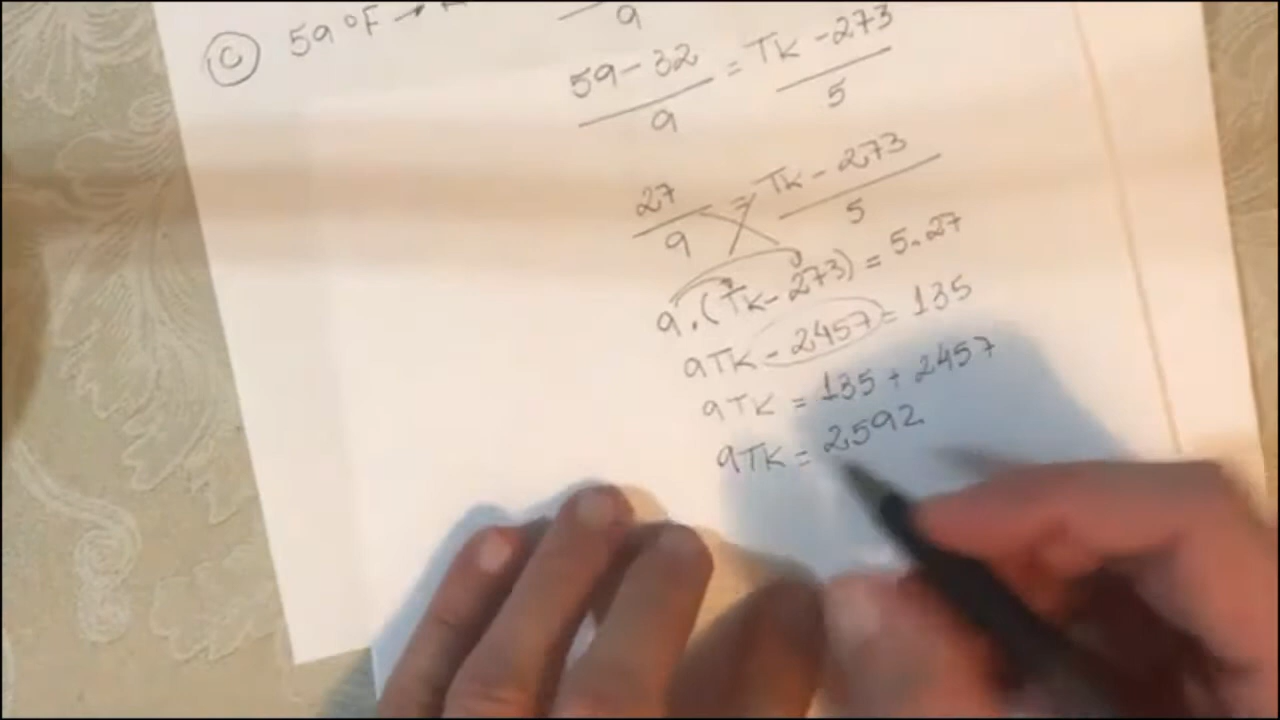 C 59 °F →
9
59-32/9 = TK-273/5
27/9 = TK-273/5
9.(TK-273) = 5.27
9TK-2457 = 135
9TK = 135+2457
9TK = 2592